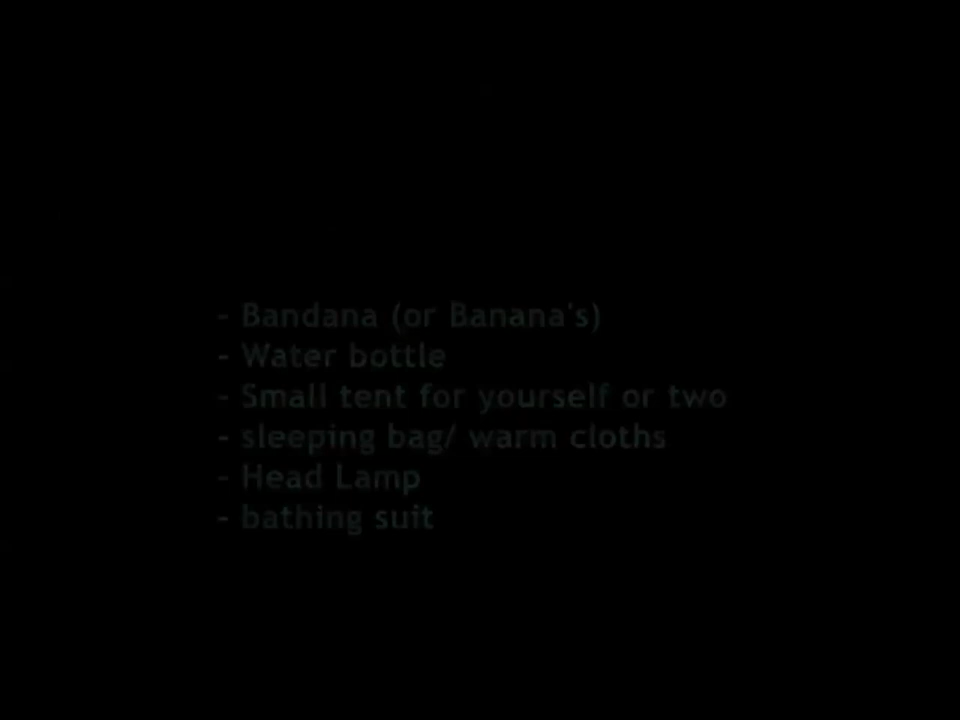 - Bandana (or Banana's)
- Water bottle
- Small tent for yourself or two
- sleeping bag/ warm cloths
- Head Lamp
- bathing suit